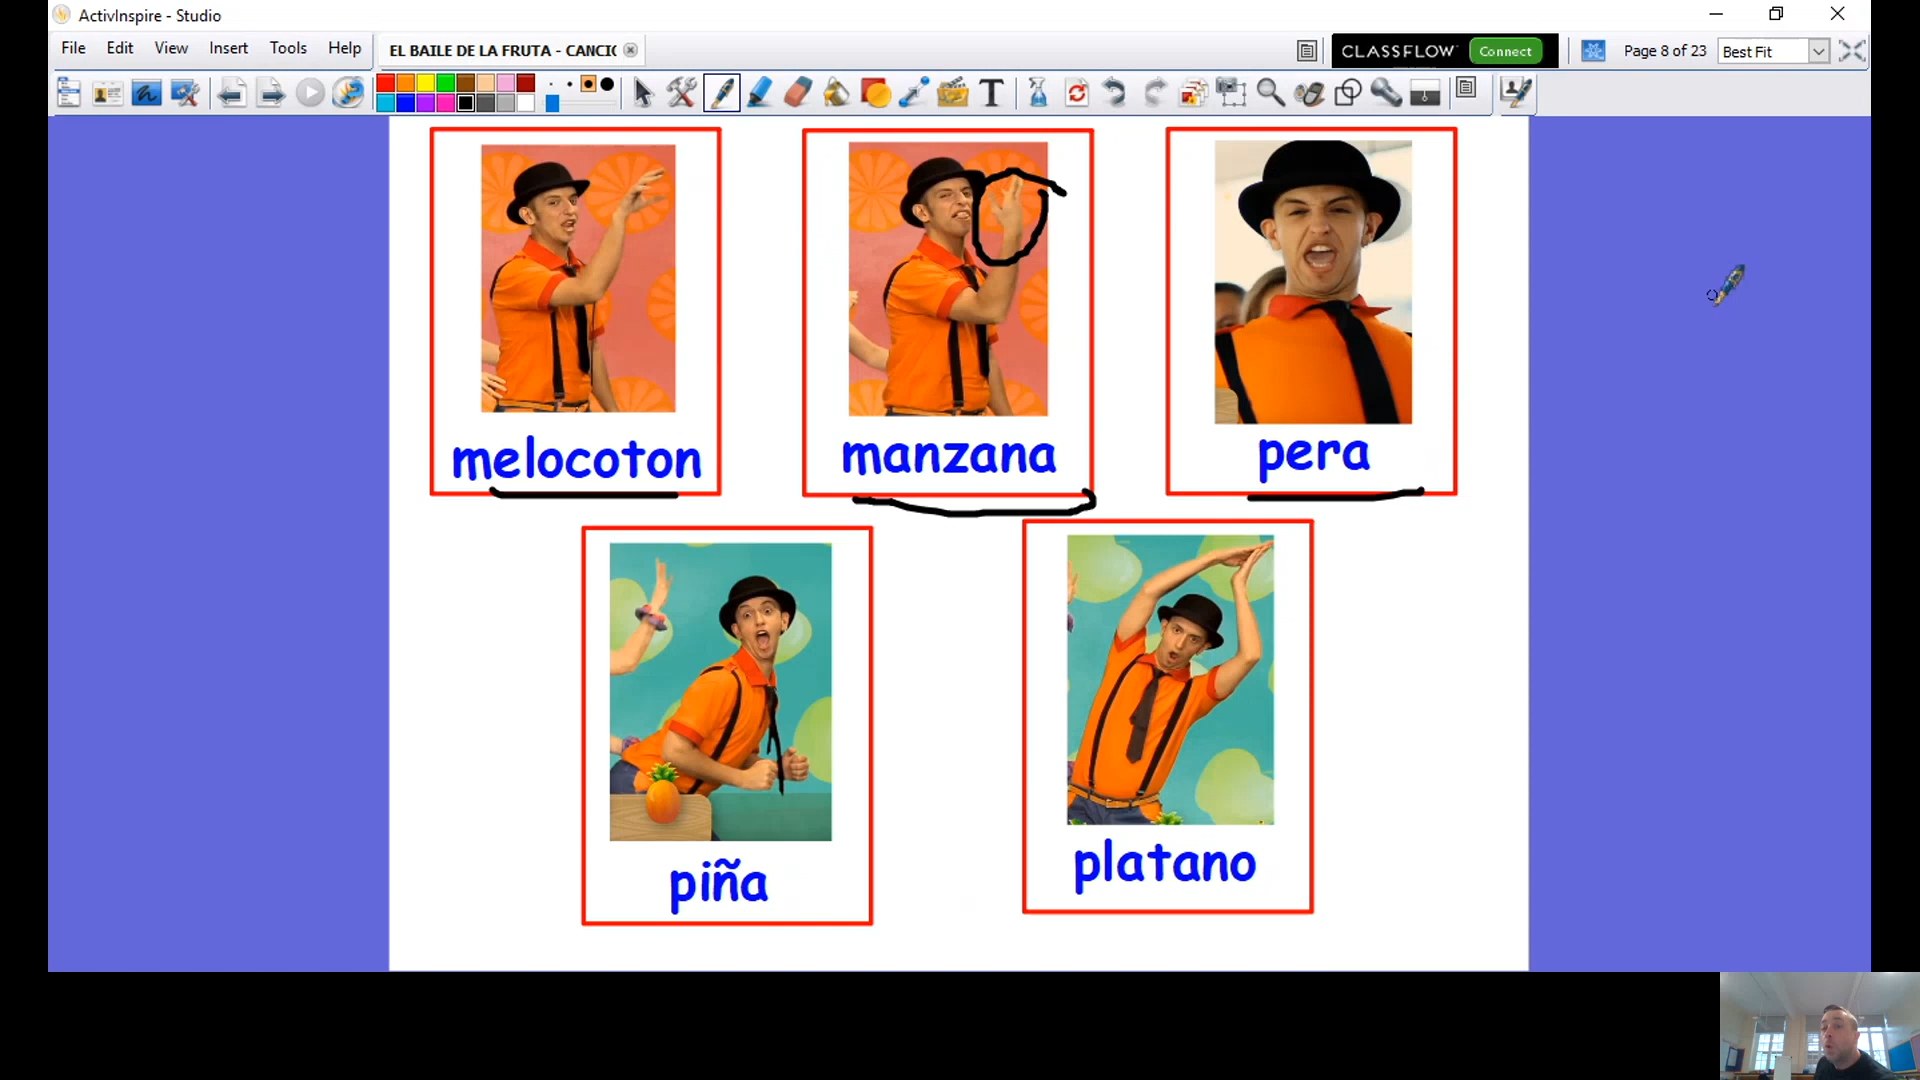 ActivInspire - Studio
File Edit View Insert Tools Help
EL BAILE DE LA FRUTA - CANCIO
CLASSFLOW Connect
Page 8 of 23 Best Fit
T
melocoton manzana pera
piña platano